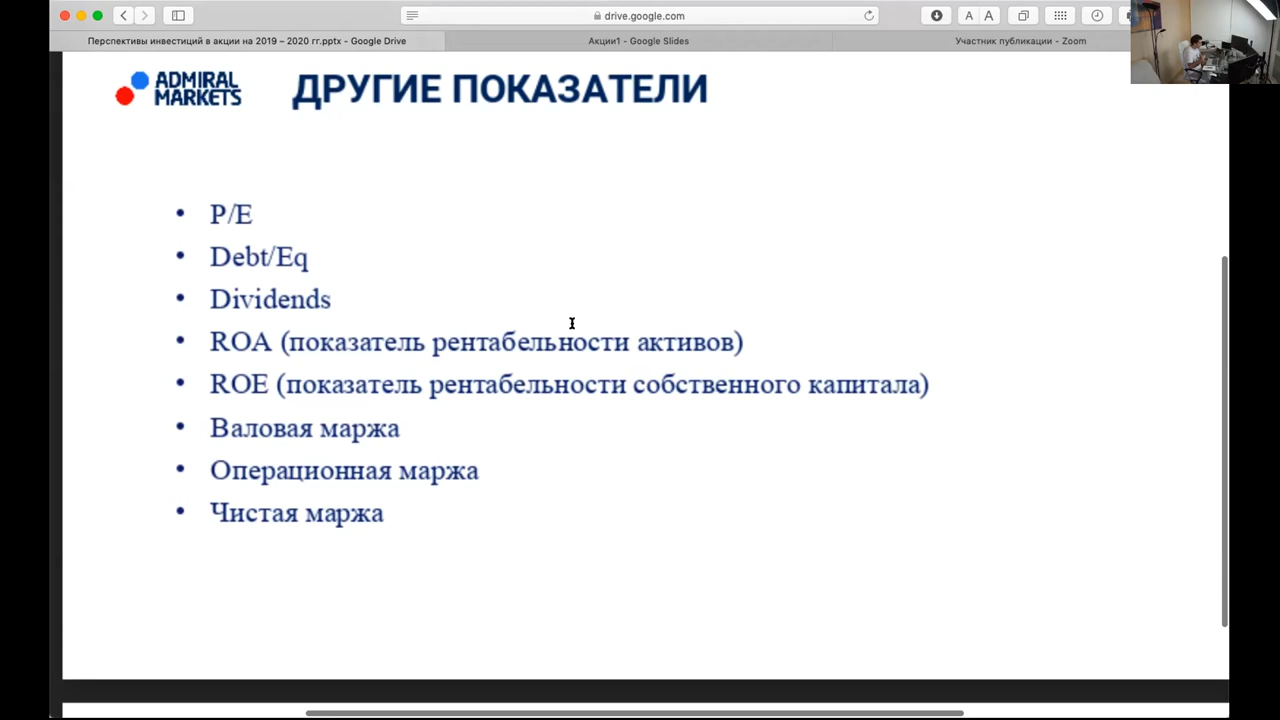 drive.google.com
A A
Перспективы инвестиций в акции на 2019 – 2020 гг.pptx - Google Drive
Акции1 - Google Slides
Участник публикации - Zoom
ADMIRAL
MARKETS
ДРУГИЕ ПОКАЗАТЕЛИ
• P/E
• Debt/Eq
• Dividends
• ROA (показатель рентабельности активов)
• ROE (показатель рентабельности собственного капитала)
• Валовая маржа
• Операционная маржа
• Чистая маржа